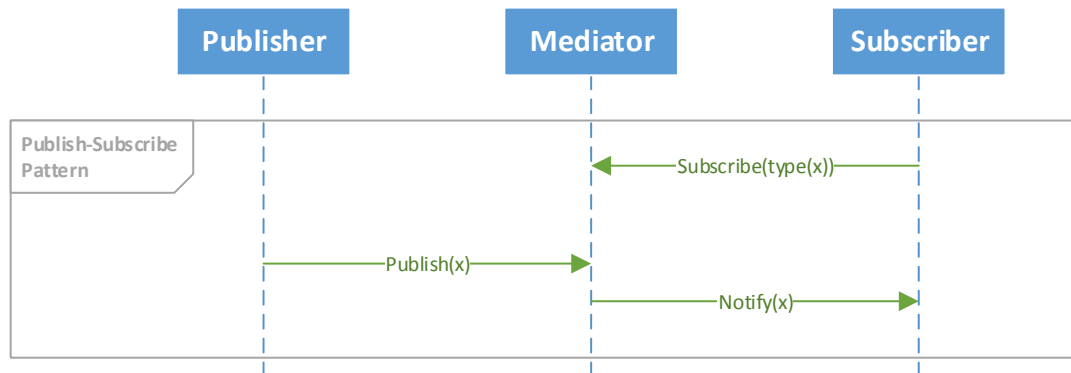 Publisher
Mediator
Subscriber
Publish-Subscribe
Pattern
Subscribe(type(x))
Publish(x)
Notify(x)